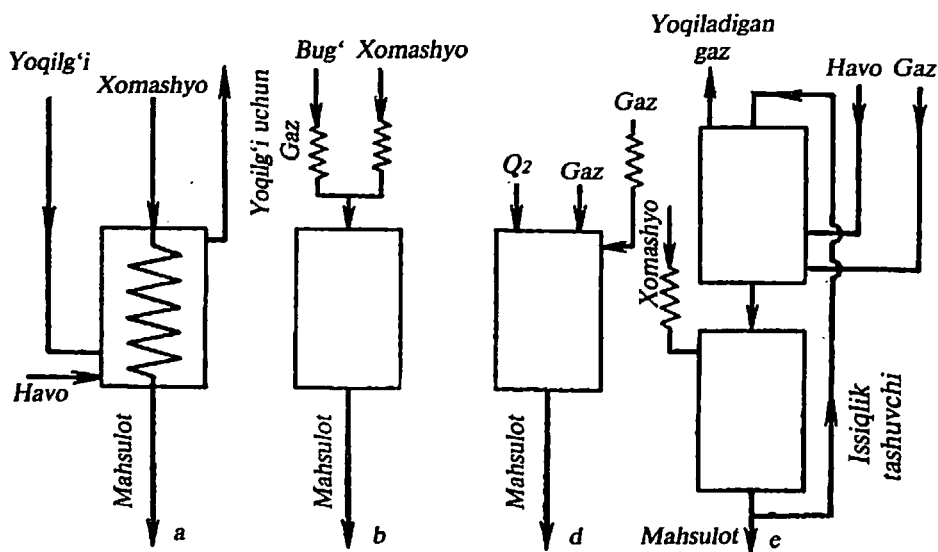 Yoqilg‘i
Xomashyo
Havo
Mahsulot
a
Yoqilg‘i uchun
Gaz
Bug‘ Xomashyo
Mahsulot
b
Q2
Gaz
Gaz
Mahsulot
d
Yoqiladigan
gaz
Havo Gaz
Xomashyo
Issiqlik
tashuvchi
Mahsulot
e